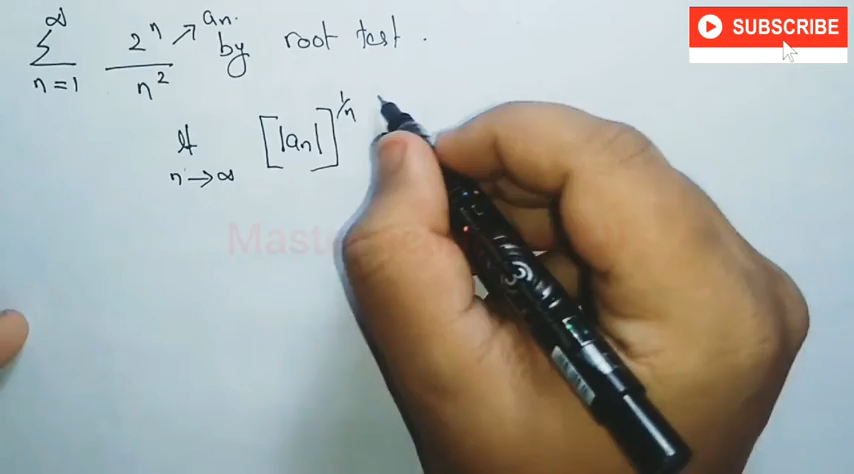 ∞
∑ 2ⁿ/n² ↗ an. by root test.
n=1
lt [|an|]^1/n
n→∞
SUBSCRIBE